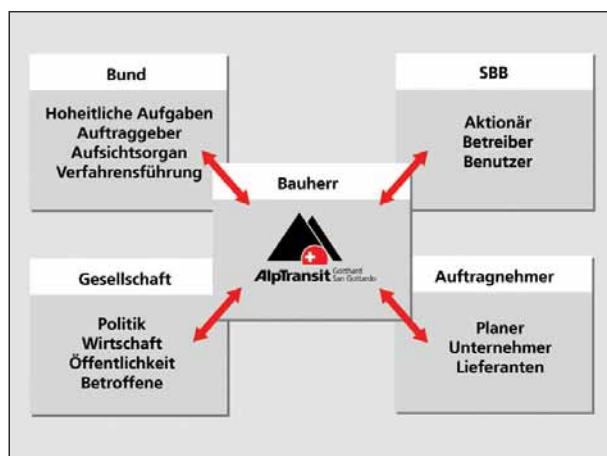 Bund
Hoheitliche Aufgaben
Auftraggeber
Aufsichtsorgan
Verfahrensführung
SBB
Aktionär
Betreiber
Benutzer
Bauherr
AlpTransit Gotthard
San Gottardo
Gesellschaft
Politik
Wirtschaft
Öffentlichkeit
Betroffene
Auftragnehmer
Planer
Unternehmer
Lieferanten